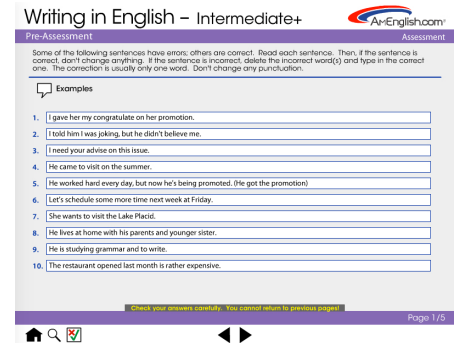 Writing in English – Intermediate+
AMEnglish.com®
Pre-Assessment
Assessment
Some of the following sentences have errors; others are correct. Read each sentence. Then, if the sentence is
correct, don't change anything. If the sentence is incorrect, delete the incorrect word(s) and type in the correct
one. The correction is usually only one word. Don't change any punctuation.
Examples
1. I gave her my congratulate on her promotion.
2. I told him I was joking, but he didn't believe me.
3. I need your advise on this issue.
4. He came to visit on the summer.
5. He worked hard every day, but now he's being promoted. (He got the promotion)
6. Let's schedule some more time next week at Friday.
7. She wants to visit the Lake Placid.
8. He lives at home with his parents and younger sister.
9. He is studying grammar and to write.
10. The restaurant opened last month is rather expensive.
Check your answers carefully. You cannot return to previous pages!
Page 1/5